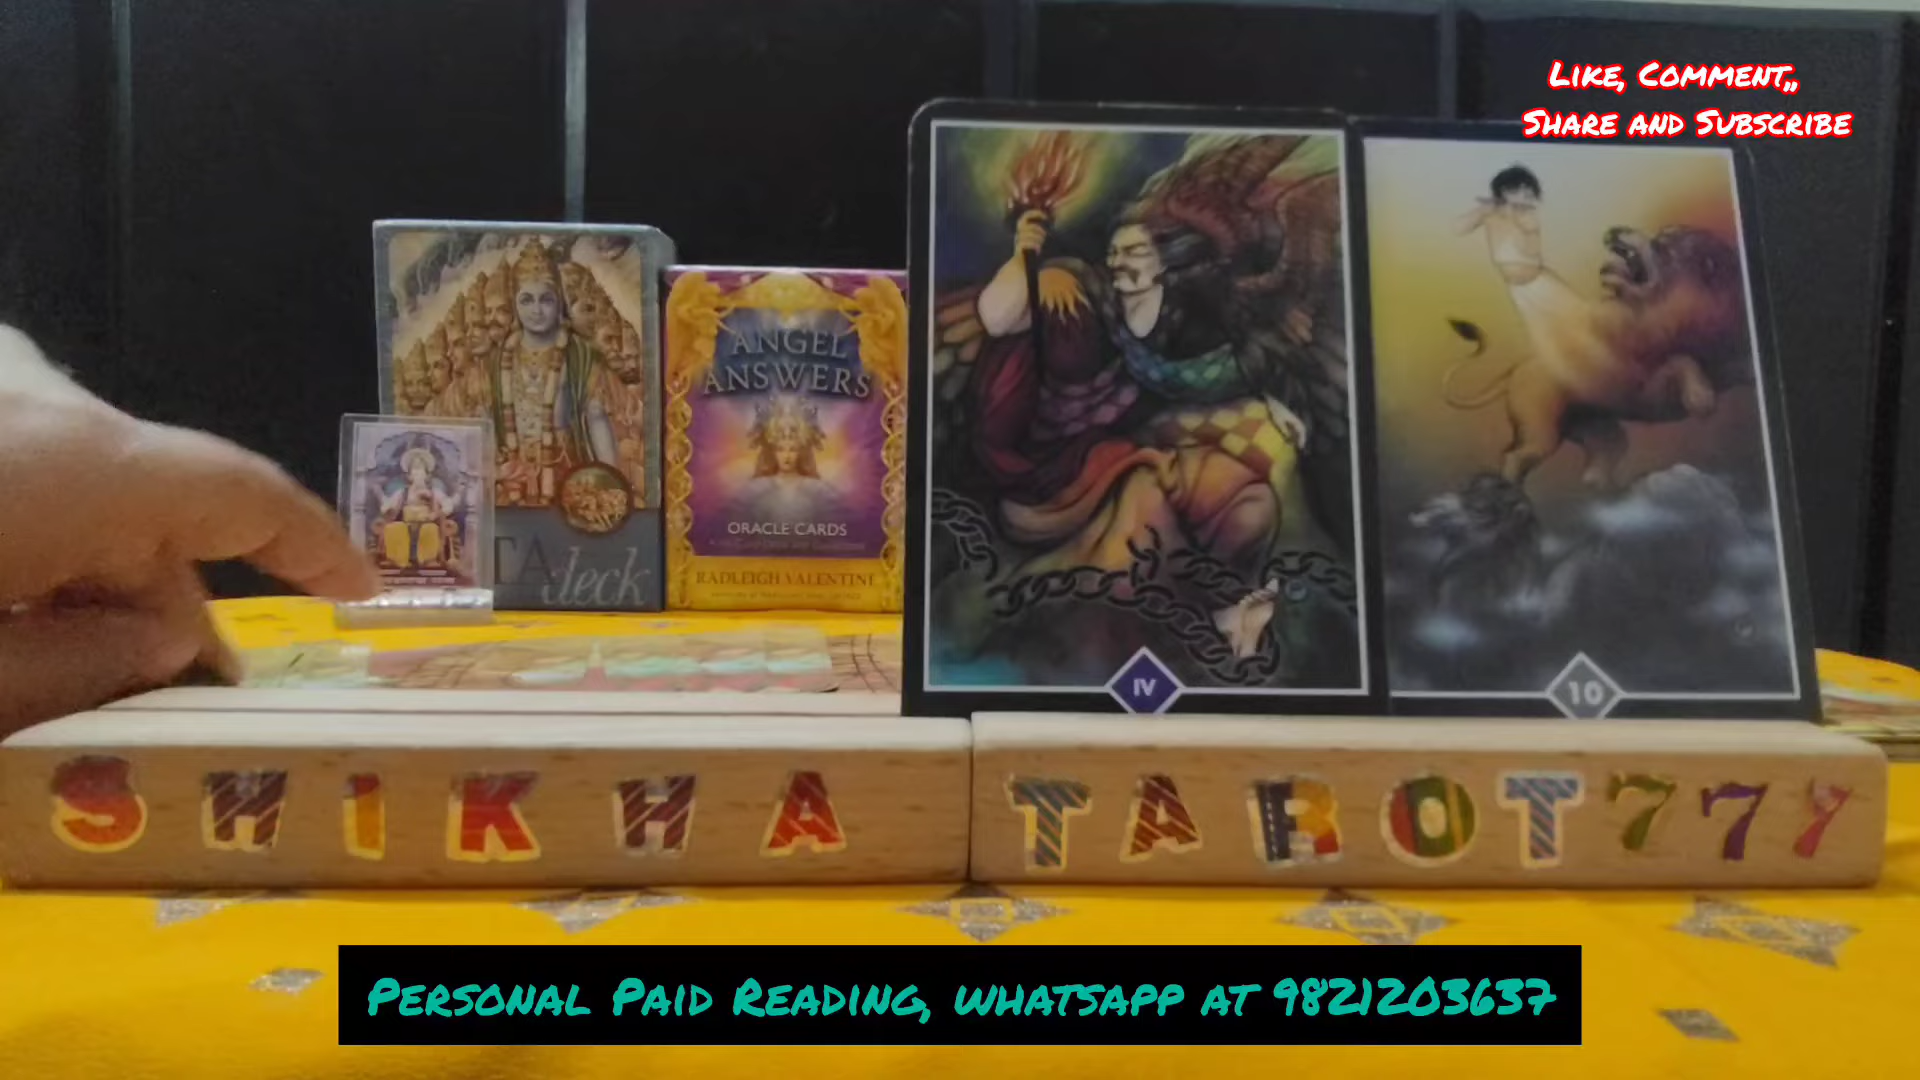 Like, Comment,,
Share and Subscribe
ANGEL
ANSWERS
ORACLE CARDS
RADLEIGH VALENTINE
TA deck
IV
10
SHIKHA TAROT777
Personal Paid Reading, whatsapp at 9821203637